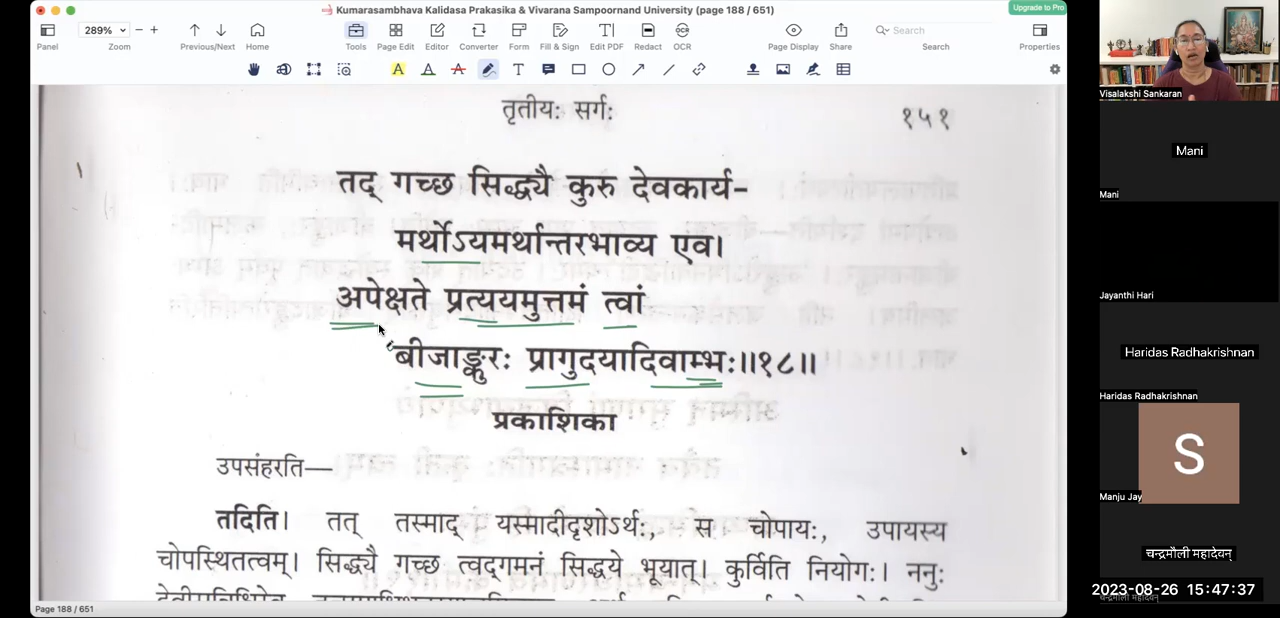 Kumarasambhava Kalidasa Prakasika & Vivarana Sampoornand University (page 188 / 651)
Upgrade to Pro
289%
Panel
Zoom
Previous/Next
Home
Tools
Page Edit
Editor
Converter
Form
Fill & Sign
Edit PDF
Redact
OCR
Page Display
Share
Search
Search
Properties
तृतीयः सर्गः
१५१
तद् गच्छ सिद्ध्यै कुरु देवकार्य-
मर्थोऽयमर्थान्तरभाव्य एव।
अपेक्षते प्रत्ययमुत्तमं त्वां
बीजाङ्कुरः प्रागुदयादिवाम्भः॥१८॥
प्रकाशिका
उपसंहरति—
तदिति। तत् तस्माद् यस्मादीदृशोऽर्थः, स चोपायः, उपायस्य
चोपस्थितत्वम्। सिद्ध्यै गच्छ त्वद्गमनं सिद्धये भूयात्। कुर्विति नियोगः। ननुः
Page 188 / 651
Visalakshi Sankaran
Mani
Mani
Jayanthi Hari
Haridas Radhakrishnan
Haridas Radhakrishnan
S
Manju Jay
चन्द्रमौली महादेवन्
2023-08-26 15:47:37